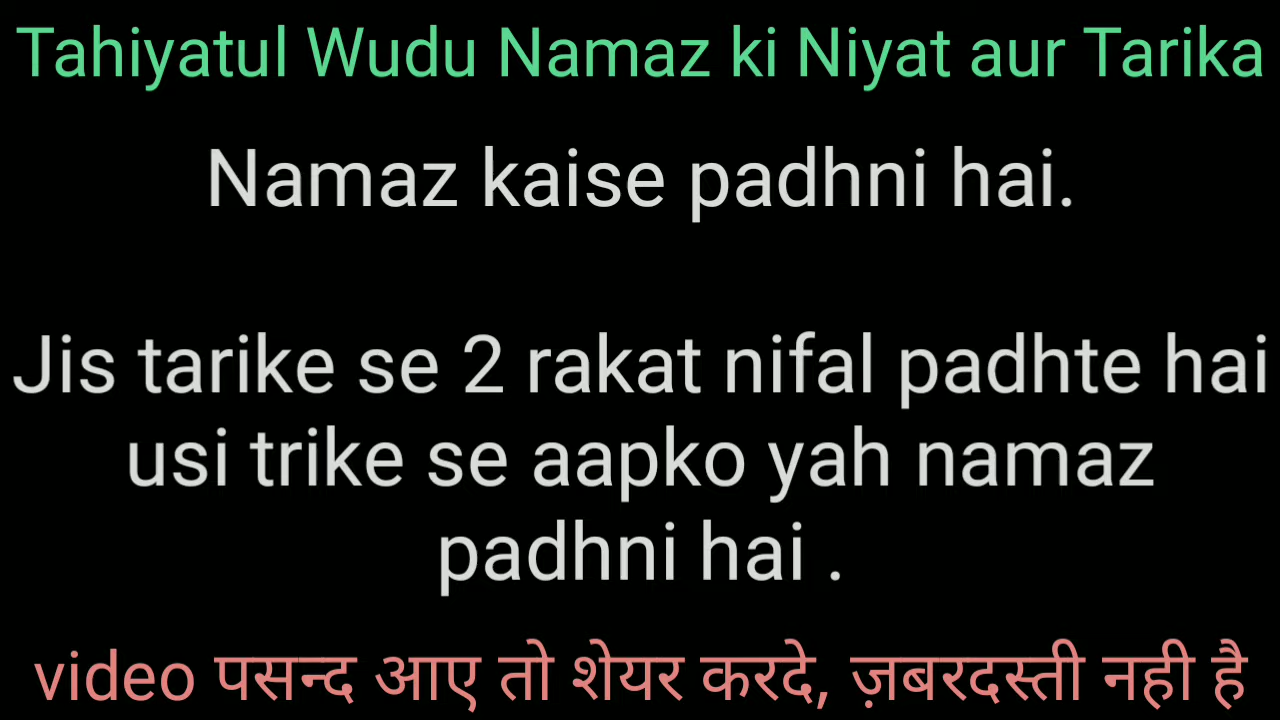 Tahiyatul Wudu Namaz ki Niyat aur Tarika
Namaz kaise padhni hai.
Jis tarike se 2 rakat nifal padhte hai
usi trike se aapko yah namaz
padhni hai .
video पसन्द आए तो शेयर करदे, ज़बरदस्ती नही है